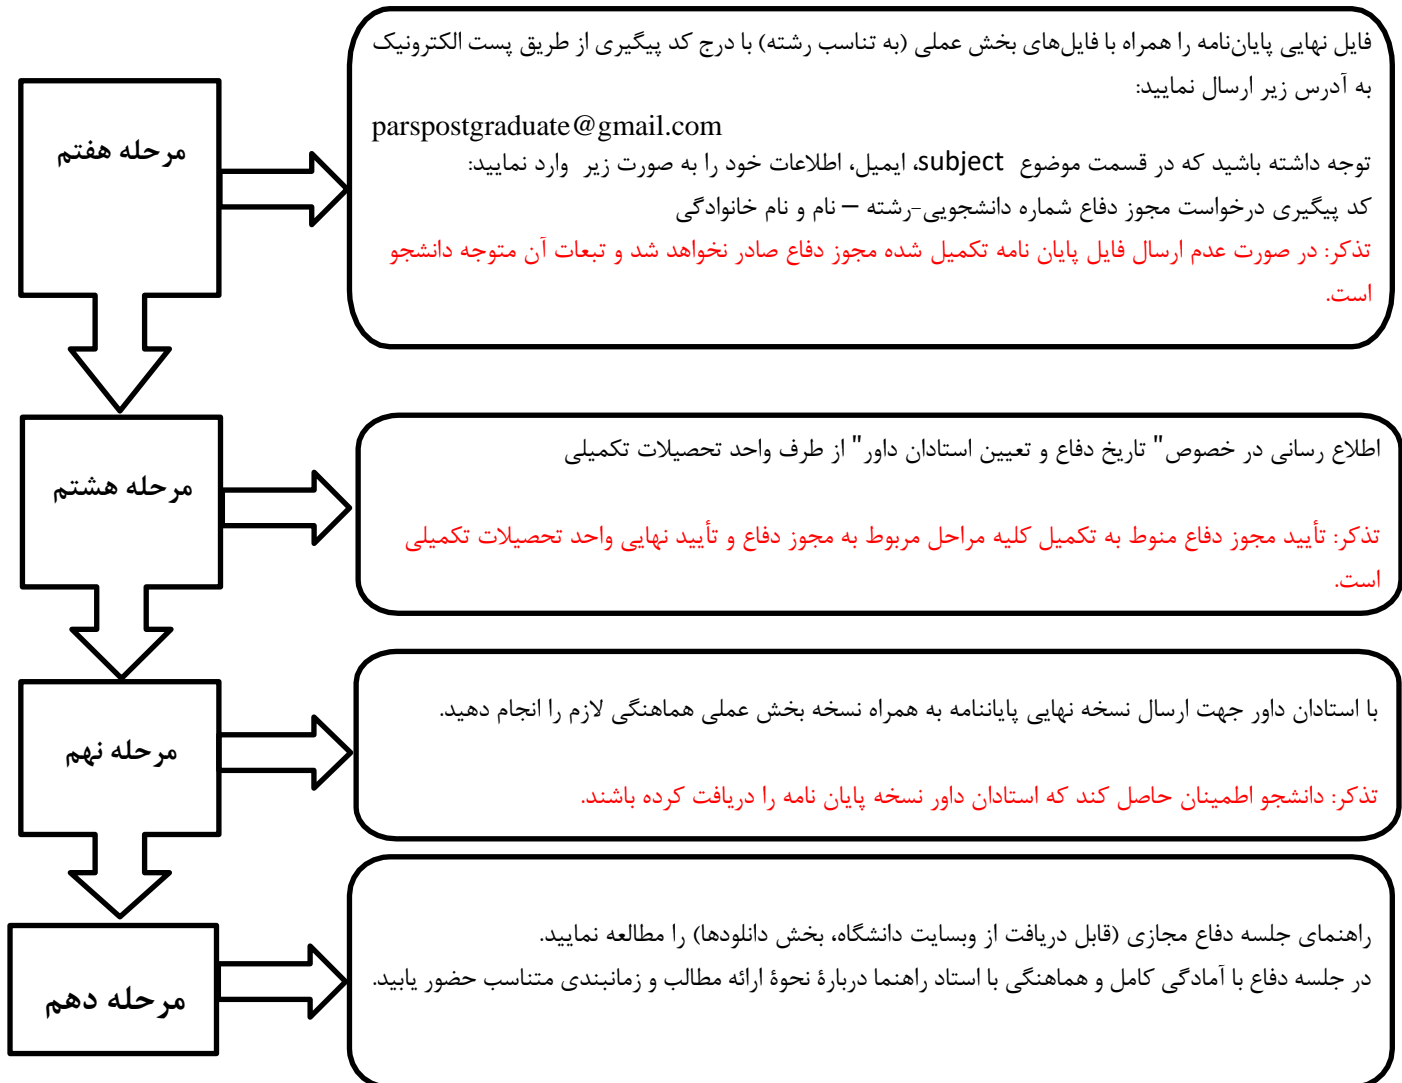 مرحله هفتم
فایل نهایی پایان‌نامه را همراه با فایل‌های بخش عملی (به تناسب رشته) با درج کد پیگیری از طریق پست الکترونیک
به آدرس زیر ارسال نمایید:
parspostgraduate@gmail.com
توجه داشته باشید که در قسمت موضوع subject، ایمیل، اطلاعات خود را به صورت زیر وارد نمایید:
کد پیگیری درخواست مجوز دفاع شماره دانشجویی-رشته – نام و نام خانوادگی
تذکر: در صورت عدم ارسال فایل پایان نامه تکمیل شده مجوز دفاع صادر نخواهد شد و تبعات آن متوجه دانشجو
است.
مرحله هشتم
اطلاع رسانی در خصوص" تاریخ دفاع و تعیین استادان داور" از طرف واحد تحصیلات تکمیلی
تذکر: تأیید مجوز دفاع منوط به تکمیل کلیه مراحل مربوط به مجوز دفاع و تأیید نهایی واحد تحصیلات تکمیلی
است.
مرحله نهم
با استادان داور جهت ارسال نسخه نهایی پایاننامه به همراه نسخه بخش عملی هماهنگی لازم را انجام دهید.
تذکر: دانشجو اطمینان حاصل کند که استادان داور نسخه پایان نامه را دریافت کرده باشند.
مرحله دهم
راهنمای جلسه دفاع مجازی (قابل دریافت از وبسایت دانشگاه، بخش دانلودها) را مطالعه نمایید.
در جلسه دفاع با آمادگی کامل و هماهنگی با استاد راهنما دربارۀ نحوۀ ارائه مطالب و زمانبندی متناسب حضور یابید.